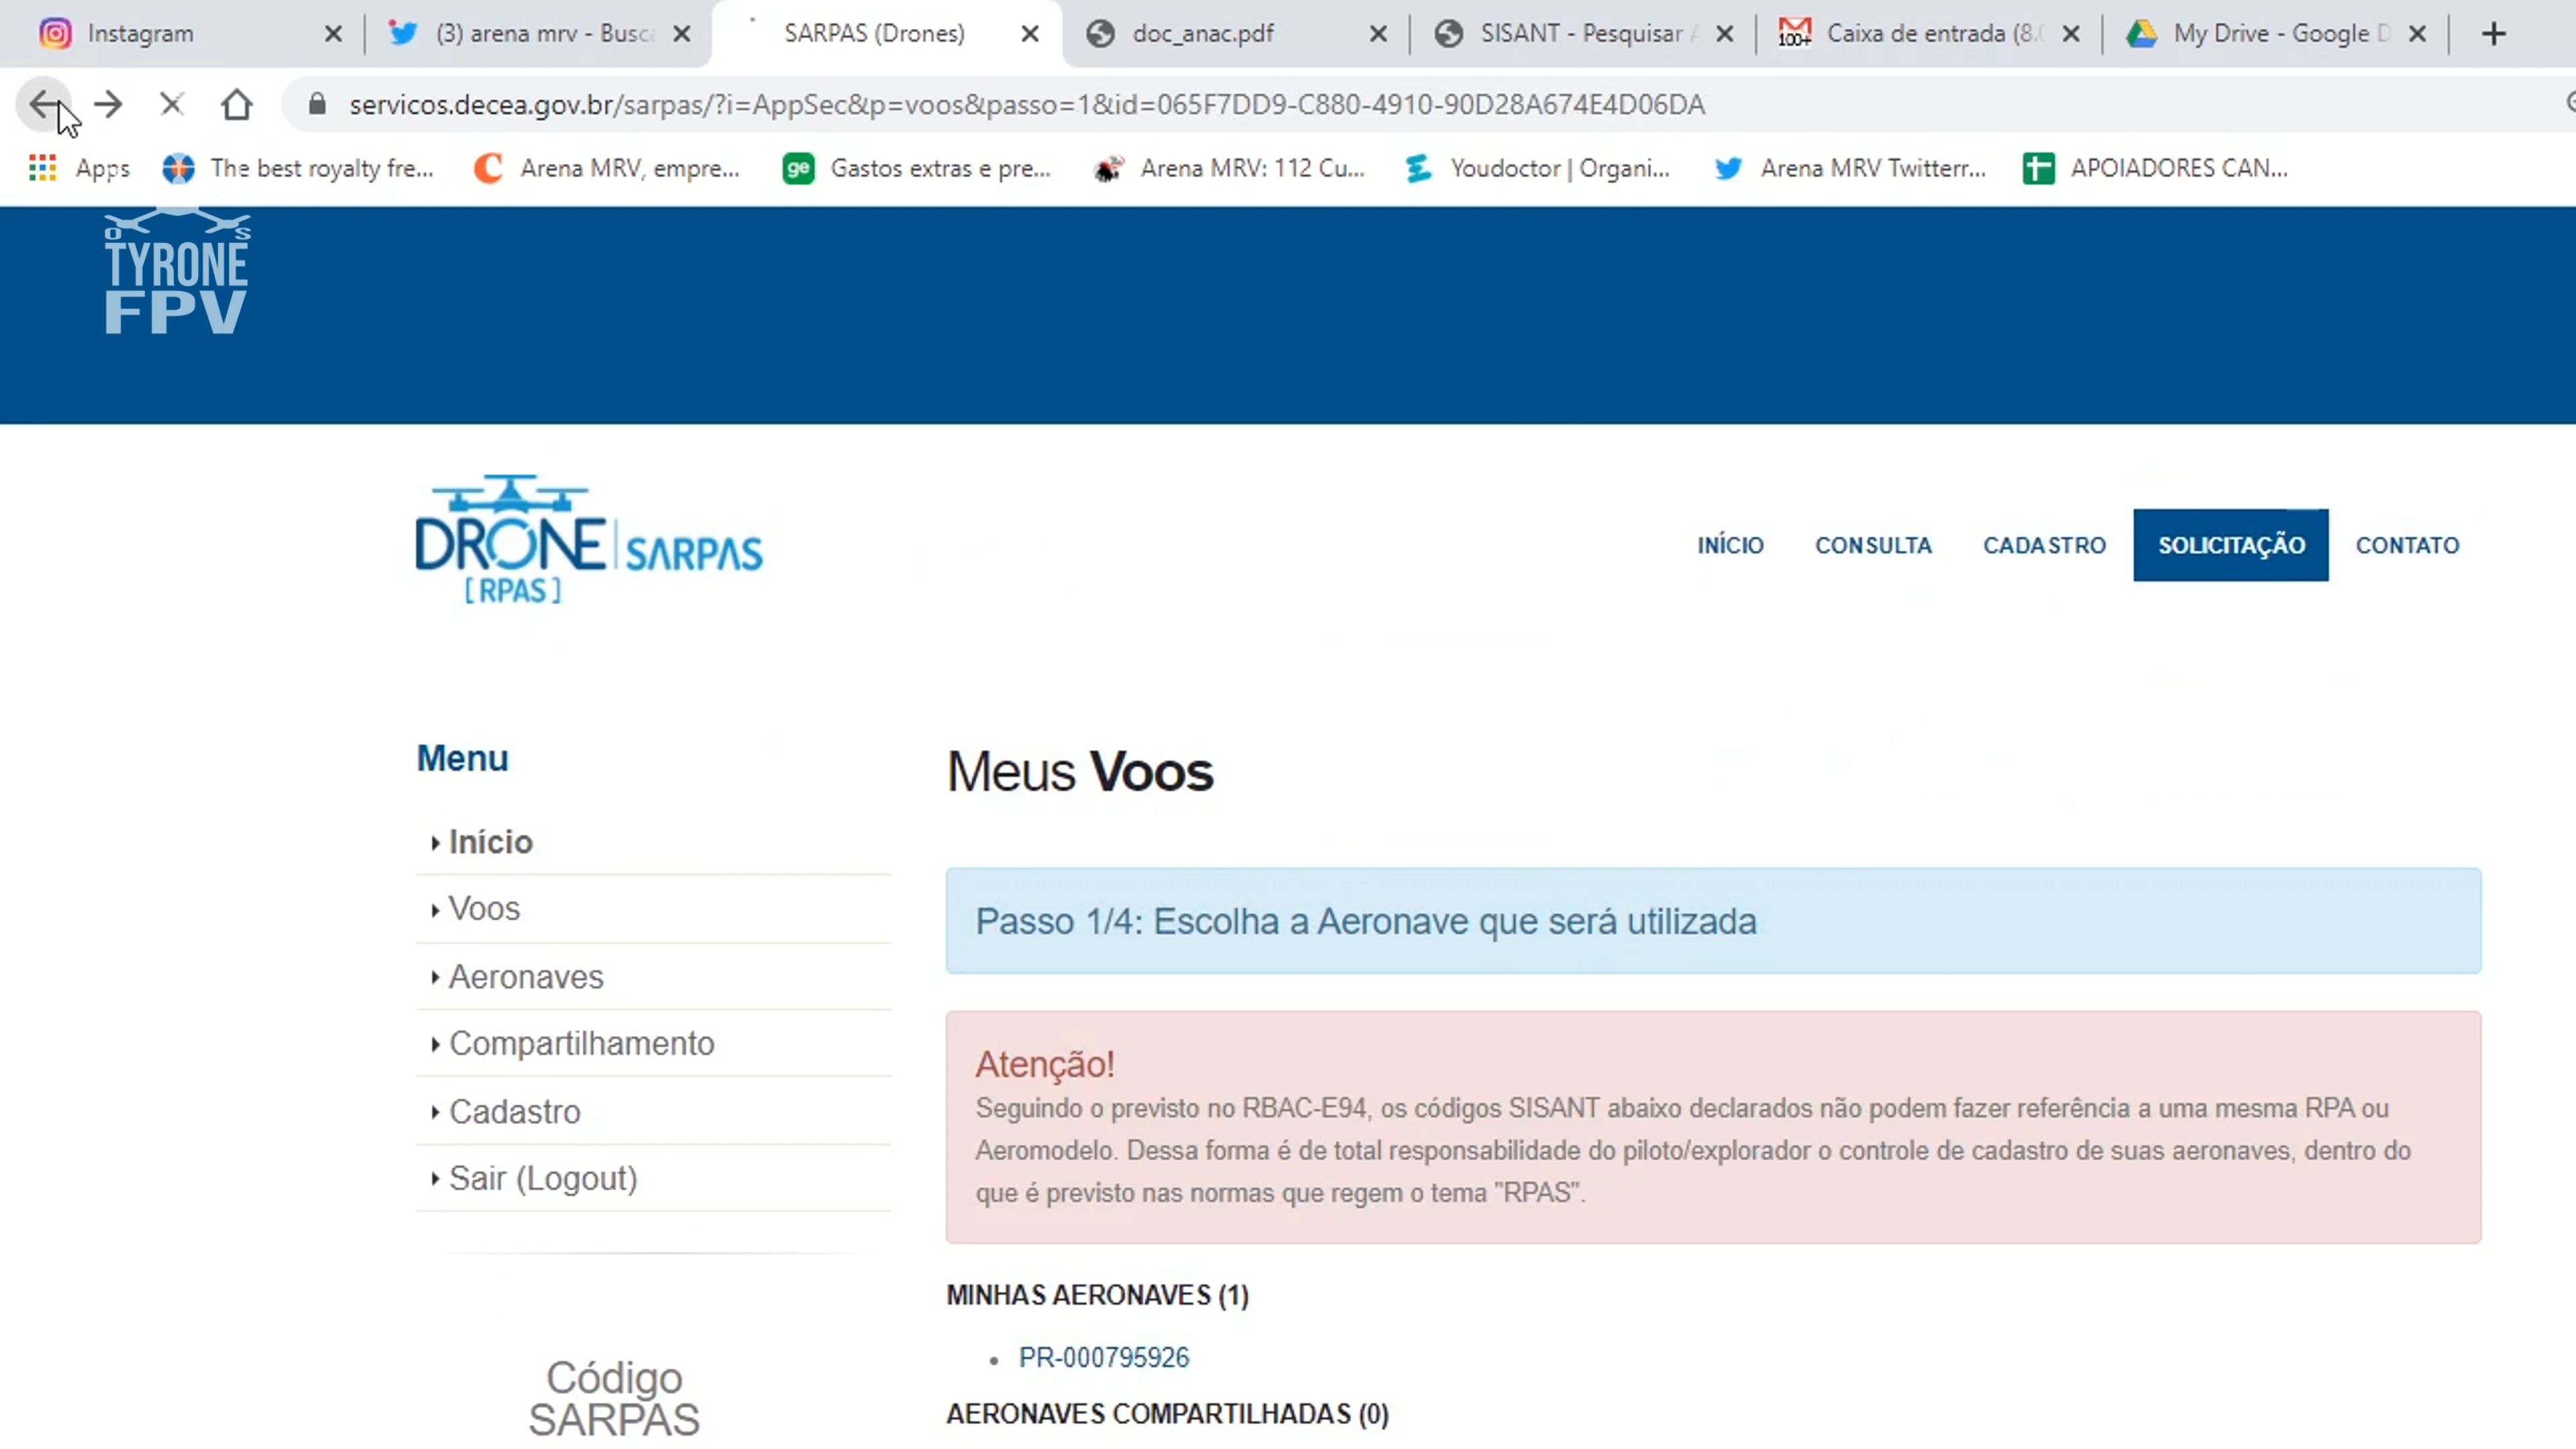 Instagram
(3) arena mrv - Busc
SARPAS (Drones)
doc_anac.pdf
SISANT - Pesquisar
Caixa de entrada (8.
My Drive - Google
servicos.decea.gov.br/sarpas/?i=AppSec&p=voos&passo=1&id=065F7DD9-C880-4910-90D28A674E4D06DA
Apps
The best royalty fre...
Arena MRV, empre...
ge
Gastos extras e pre...
Arena MRV: 112 Cu...
Youdoctor | Organi...
Arena MRV Twitterr...
APOIADORES CAN...
100+
O S
TYRONE
FPV
DRONE SARPAS
[RPAS]
INÍCIO
CONSULTA
CADASTRO
SOLICITAÇÃO
CONTATO
Menu
Início
Voos
Aeronaves
Compartilhamento
Cadastro
Sair (Logout)
Código
SARPAS
Meus Voos
Passo 1/4: Escolha a Aeronave que será utilizada
Atenção!
Seguindo o previsto no RBAC-E94, os códigos SISANT abaixo declarados não podem fazer referência a uma mesma RPA ou
Aeromodelo. Dessa forma é de total responsabilidade do piloto/explorador o controle de cadastro de suas aeronaves, dentro do
que é previsto nas normas que regem o tema "RPAS".
MINHAS AERONAVES (1)
PR-000795926
AERONAVES COMPARTILHADAS (0)